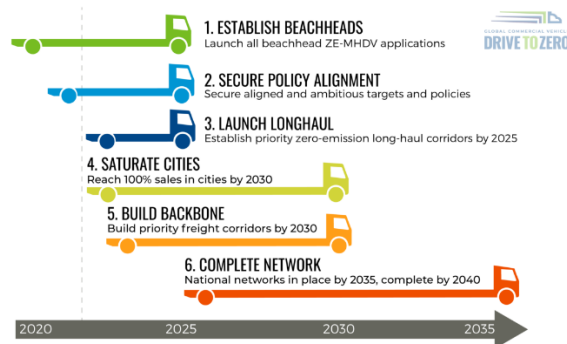 1. ESTABLISH BEACHHEADS
Launch all beachhead ZE-MHDV applications
GLOBAL COMMERCIAL VEHICLE
DRIVE TO ZERO
2. SECURE POLICY ALIGNMENT
Secure aligned and ambitious targets and policies
3. LAUNCH LONGHAUL
Establish priority zero-emission long-haul corridors by 2025
4. SATURATE CITIES
Reach 100% sales in cities by 2030
5. BUILD BACKBONE
Build priority freight corridors by 2030
6. COMPLETE NETWORK
National networks in place by 2035, complete by 2040
2020 2025 2030 2035